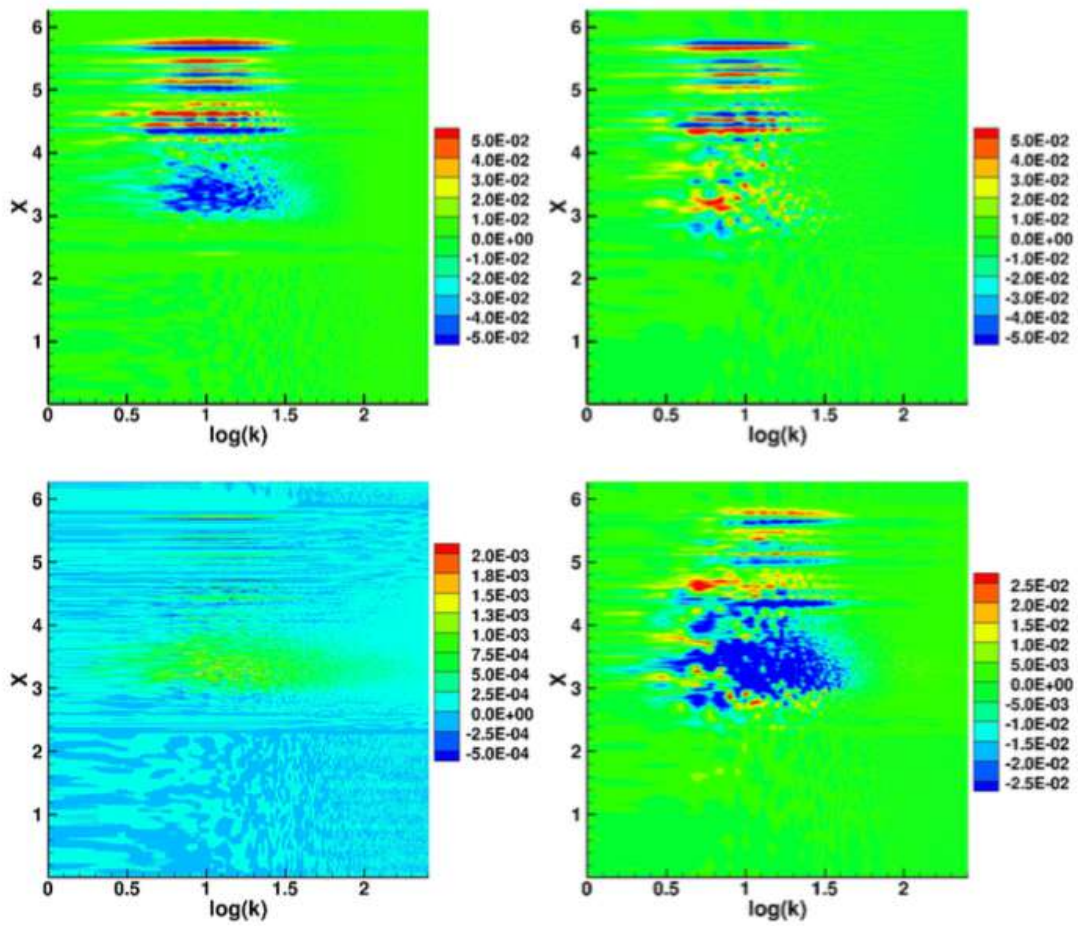 6
5
4
3
2
1
X
0
0.5
1
1.5
2
log(k)
5.0E-02
4.0E-02
3.0E-02
2.0E-02
1.0E-02
0.0E+00
-1.0E-02
-2.0E-02
-3.0E-02
-4.0E-02
-5.0E-02
6
5
4
3
2
1
X
0
0.5
1
1.5
2
log(k)
5.0E-02
4.0E-02
3.0E-02
2.0E-02
1.0E-02
0.0E+00
-1.0E-02
-2.0E-02
-3.0E-02
-4.0E-02
-5.0E-02
6
5
4
3
2
1
X
0
0.5
1
1.5
2
log(k)
2.0E-03
1.8E-03
1.5E-03
1.3E-03
1.0E-03
7.5E-04
5.0E-04
2.5E-04
0.0E+00
-2.5E-04
-5.0E-04
6
5
4
3
2
1
X
0
0.5
1
1.5
2
log(k)
2.5E-02
2.0E-02
1.5E-02
1.0E-02
5.0E-03
0.0E+00
-5.0E-03
-1.0E-02
-1.5E-02
-2.0E-02
-2.5E-02